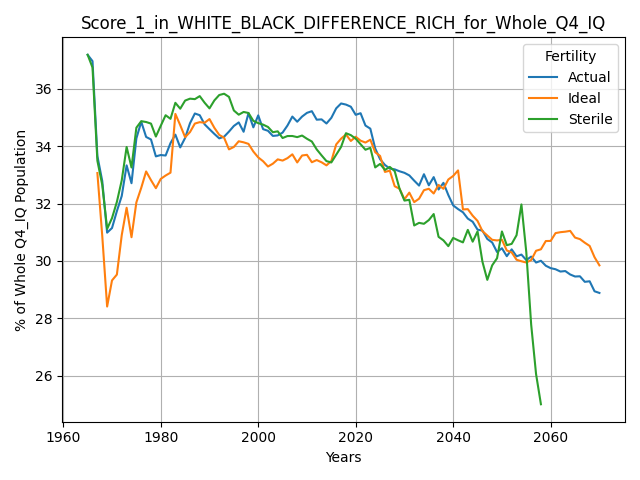 Score_1_in_WHITE_BLACK_DIFFERENCE_RICH_for_Whole_Q4_IQ
% of Whole Q4_IQ Population
36
34
32
30
28
26
Fertility
Actual
Ideal
Sterile
1960
1980
2000
2020
2040
2060
Years